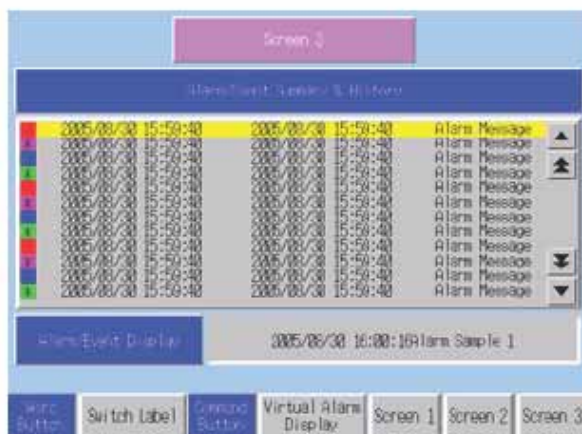 Screen 3
Alarm/Event Summary & History
2005/08/30 15:59:40 2005/08/30 15:59:40 Alarm Message
2005/08/30 15:59:40 2005/08/30 15:59:40 Alarm Message
2005/08/30 15:59:40 2005/08/30 15:59:40 Alarm Message
2005/08/30 15:59:40 2005/08/30 15:59:40 Alarm Message
2005/08/30 15:59:40 2005/08/30 15:59:40 Alarm Message
2005/08/30 15:59:40 2005/08/30 15:59:40 Alarm Message
2005/08/30 15:59:40 2005/08/30 15:59:40 Alarm Message
2005/08/30 15:59:40 2005/08/30 15:59:40 Alarm Message
2005/08/30 15:59:40 2005/08/30 15:59:40 Alarm Message
2005/08/30 15:59:40 2005/08/30 15:59:40 Alarm Message
2005/08/30 15:59:40 2005/08/30 15:59:40 Alarm Message
2005/08/30 15:59:40 2005/08/30 15:59:40 Alarm Message
Alarm/Event Display
2005/08/30 16:00:16Alarm Sample 1
Word Button
Switch Label
Command Button
Virtual Alarm Display
Screen 1
Screen 2
Screen 3